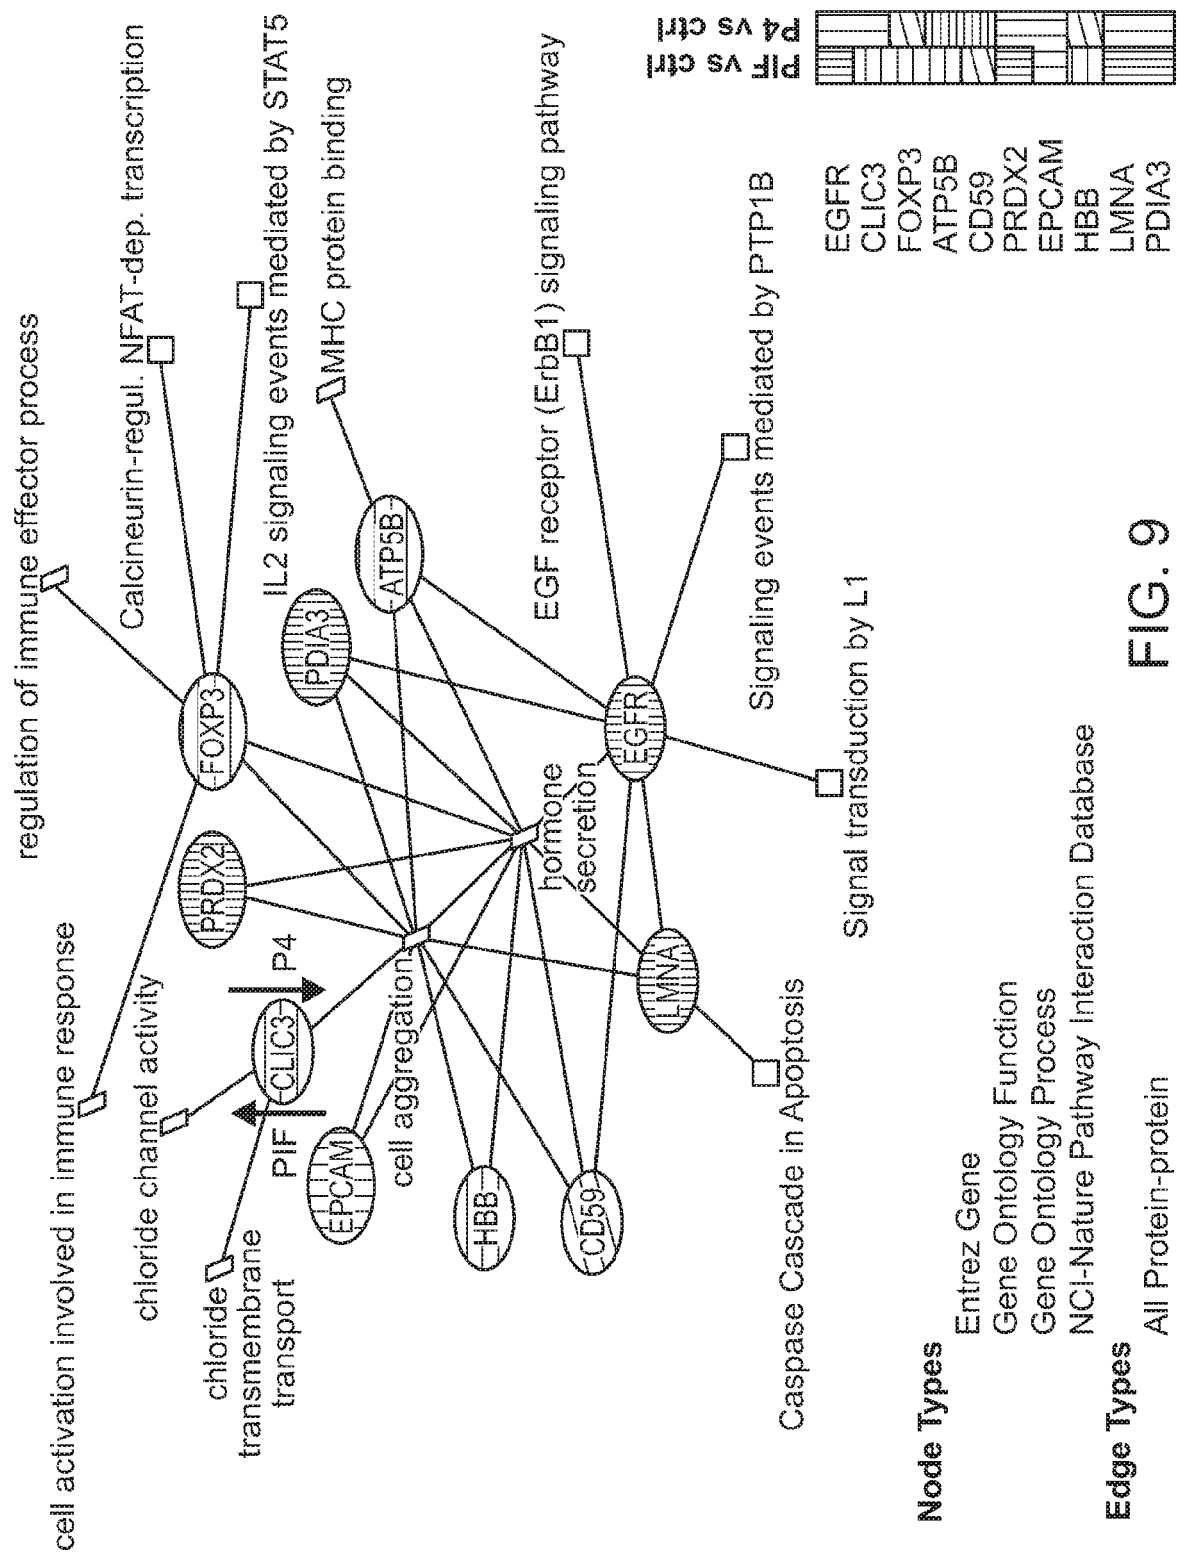 cell activation involved in immune response
regulation of immune effector process
chloride channel activity
Calcineurin-regul. NFAT-dep. transcription
chloride
transmembrane
transport
PIF
P4
CLIC3
PRDX2
FOXP3
IL2 signaling events mediated by STAT5
EPCAM
PDIA3
MHC protein binding
cell aggregation
ATP5B
HBB
hormone
secretion
EGF receptor (ErbB1) signaling pathway
CD59
EGFR
LMNA
Signaling events mediated by PTP1B
Caspase Cascade in Apoptosis
Signal transduction by L1
PIF vs ctrl
P4 vs ctrl
EGFR
CLIC3
FOXP3
ATP5B
CD59
PRDX2
EPCAM
HBB
LMNA
PDIA3
Node Types
Entrez Gene
Gene Ontology Function
Gene Ontology Process
NCI-Nature Pathway Interaction Database
Edge Types
All Protein-protein
FIG. 9